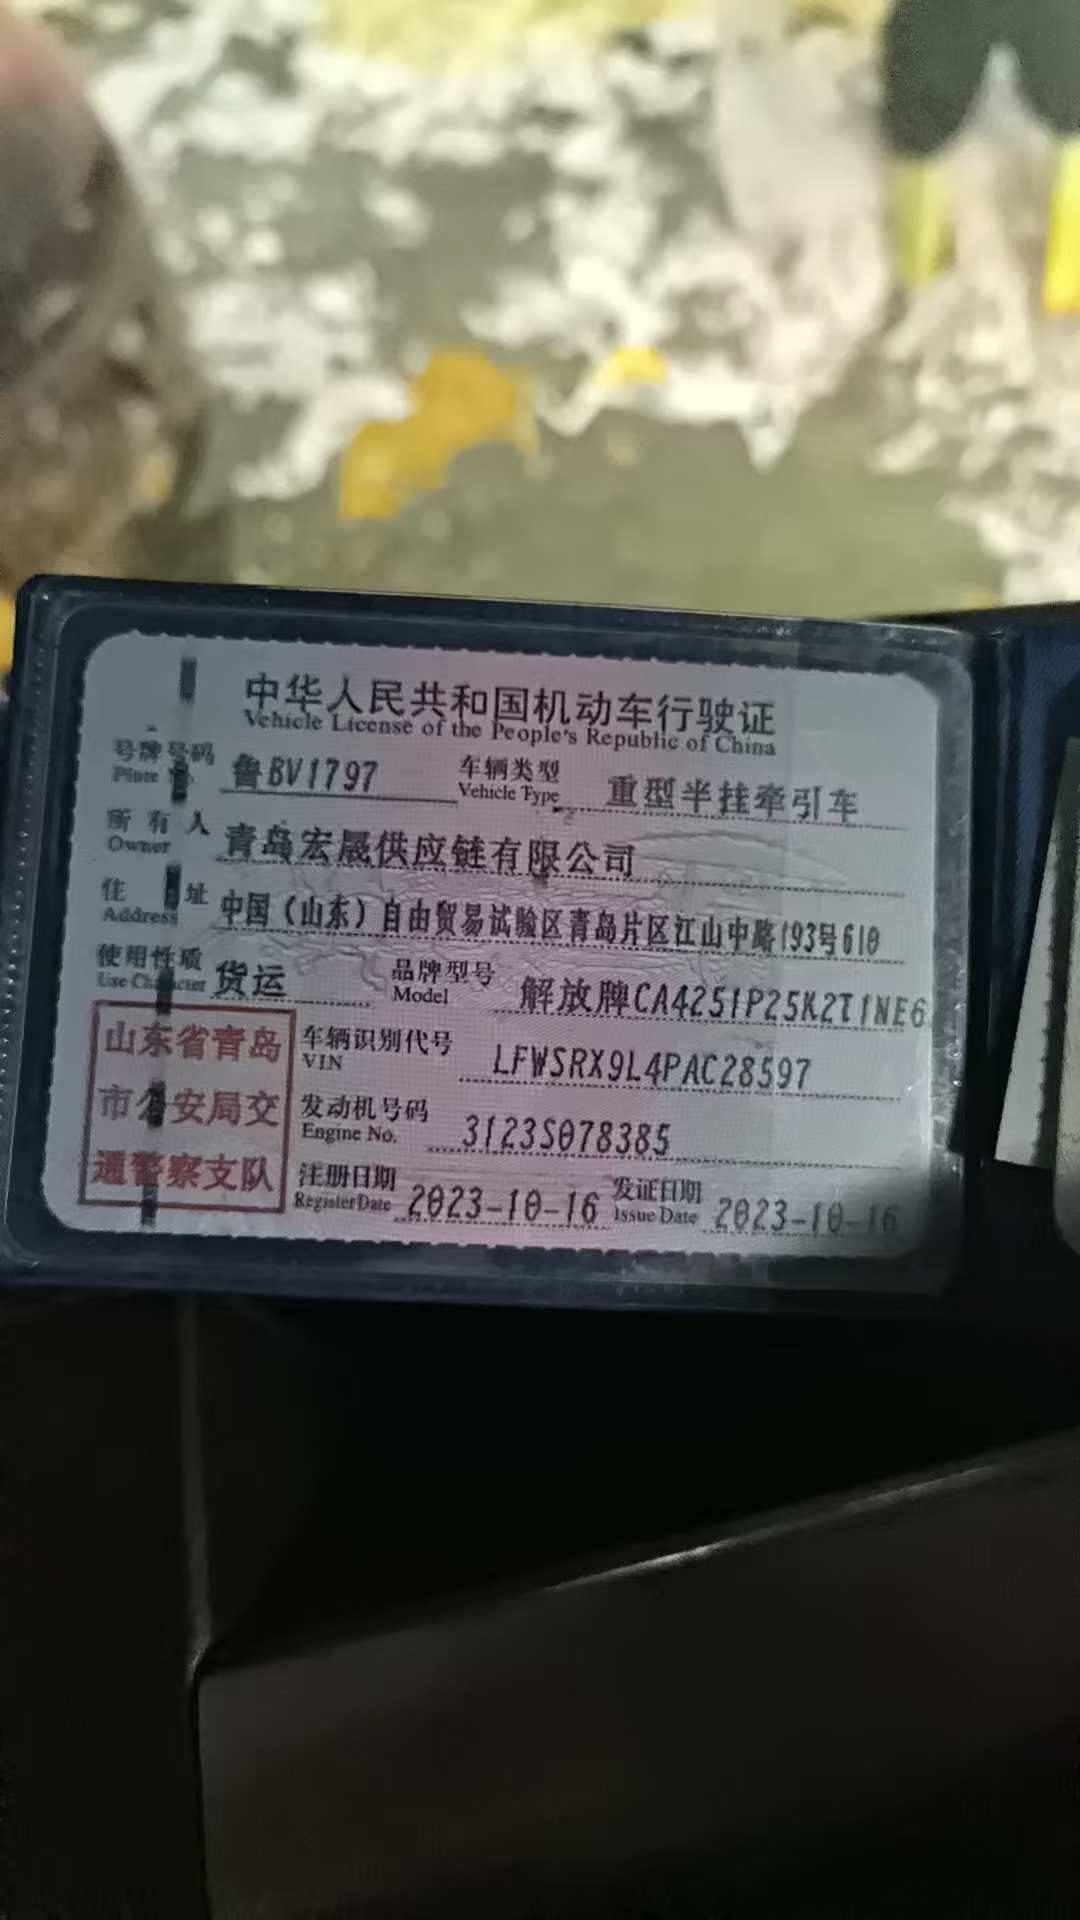 中华人民共和国机动车行驶证
Vehicle License of the People's Republic of China
号牌号码 鲁BV1797 车辆类型 重型半挂牵引车
Plate No. Vehicle Type
所有人 青岛宏晟供应链有限公司
Owner
住址 中国(山东)自由贸易试验区青岛片区江山中路193号610
Address
使用性质 货运 品牌型号 解放牌CA4251P25K2T1NE6
Use Character Model
山东省青岛
市公安局交
通警察支队
车辆识别代号 LFWSRX9L4PAC28597
VIN
发动机号码 3123S078385
Engine No.
注册日期 2023-10-16 发证日期 2023-10-16
Register Date Issue Date